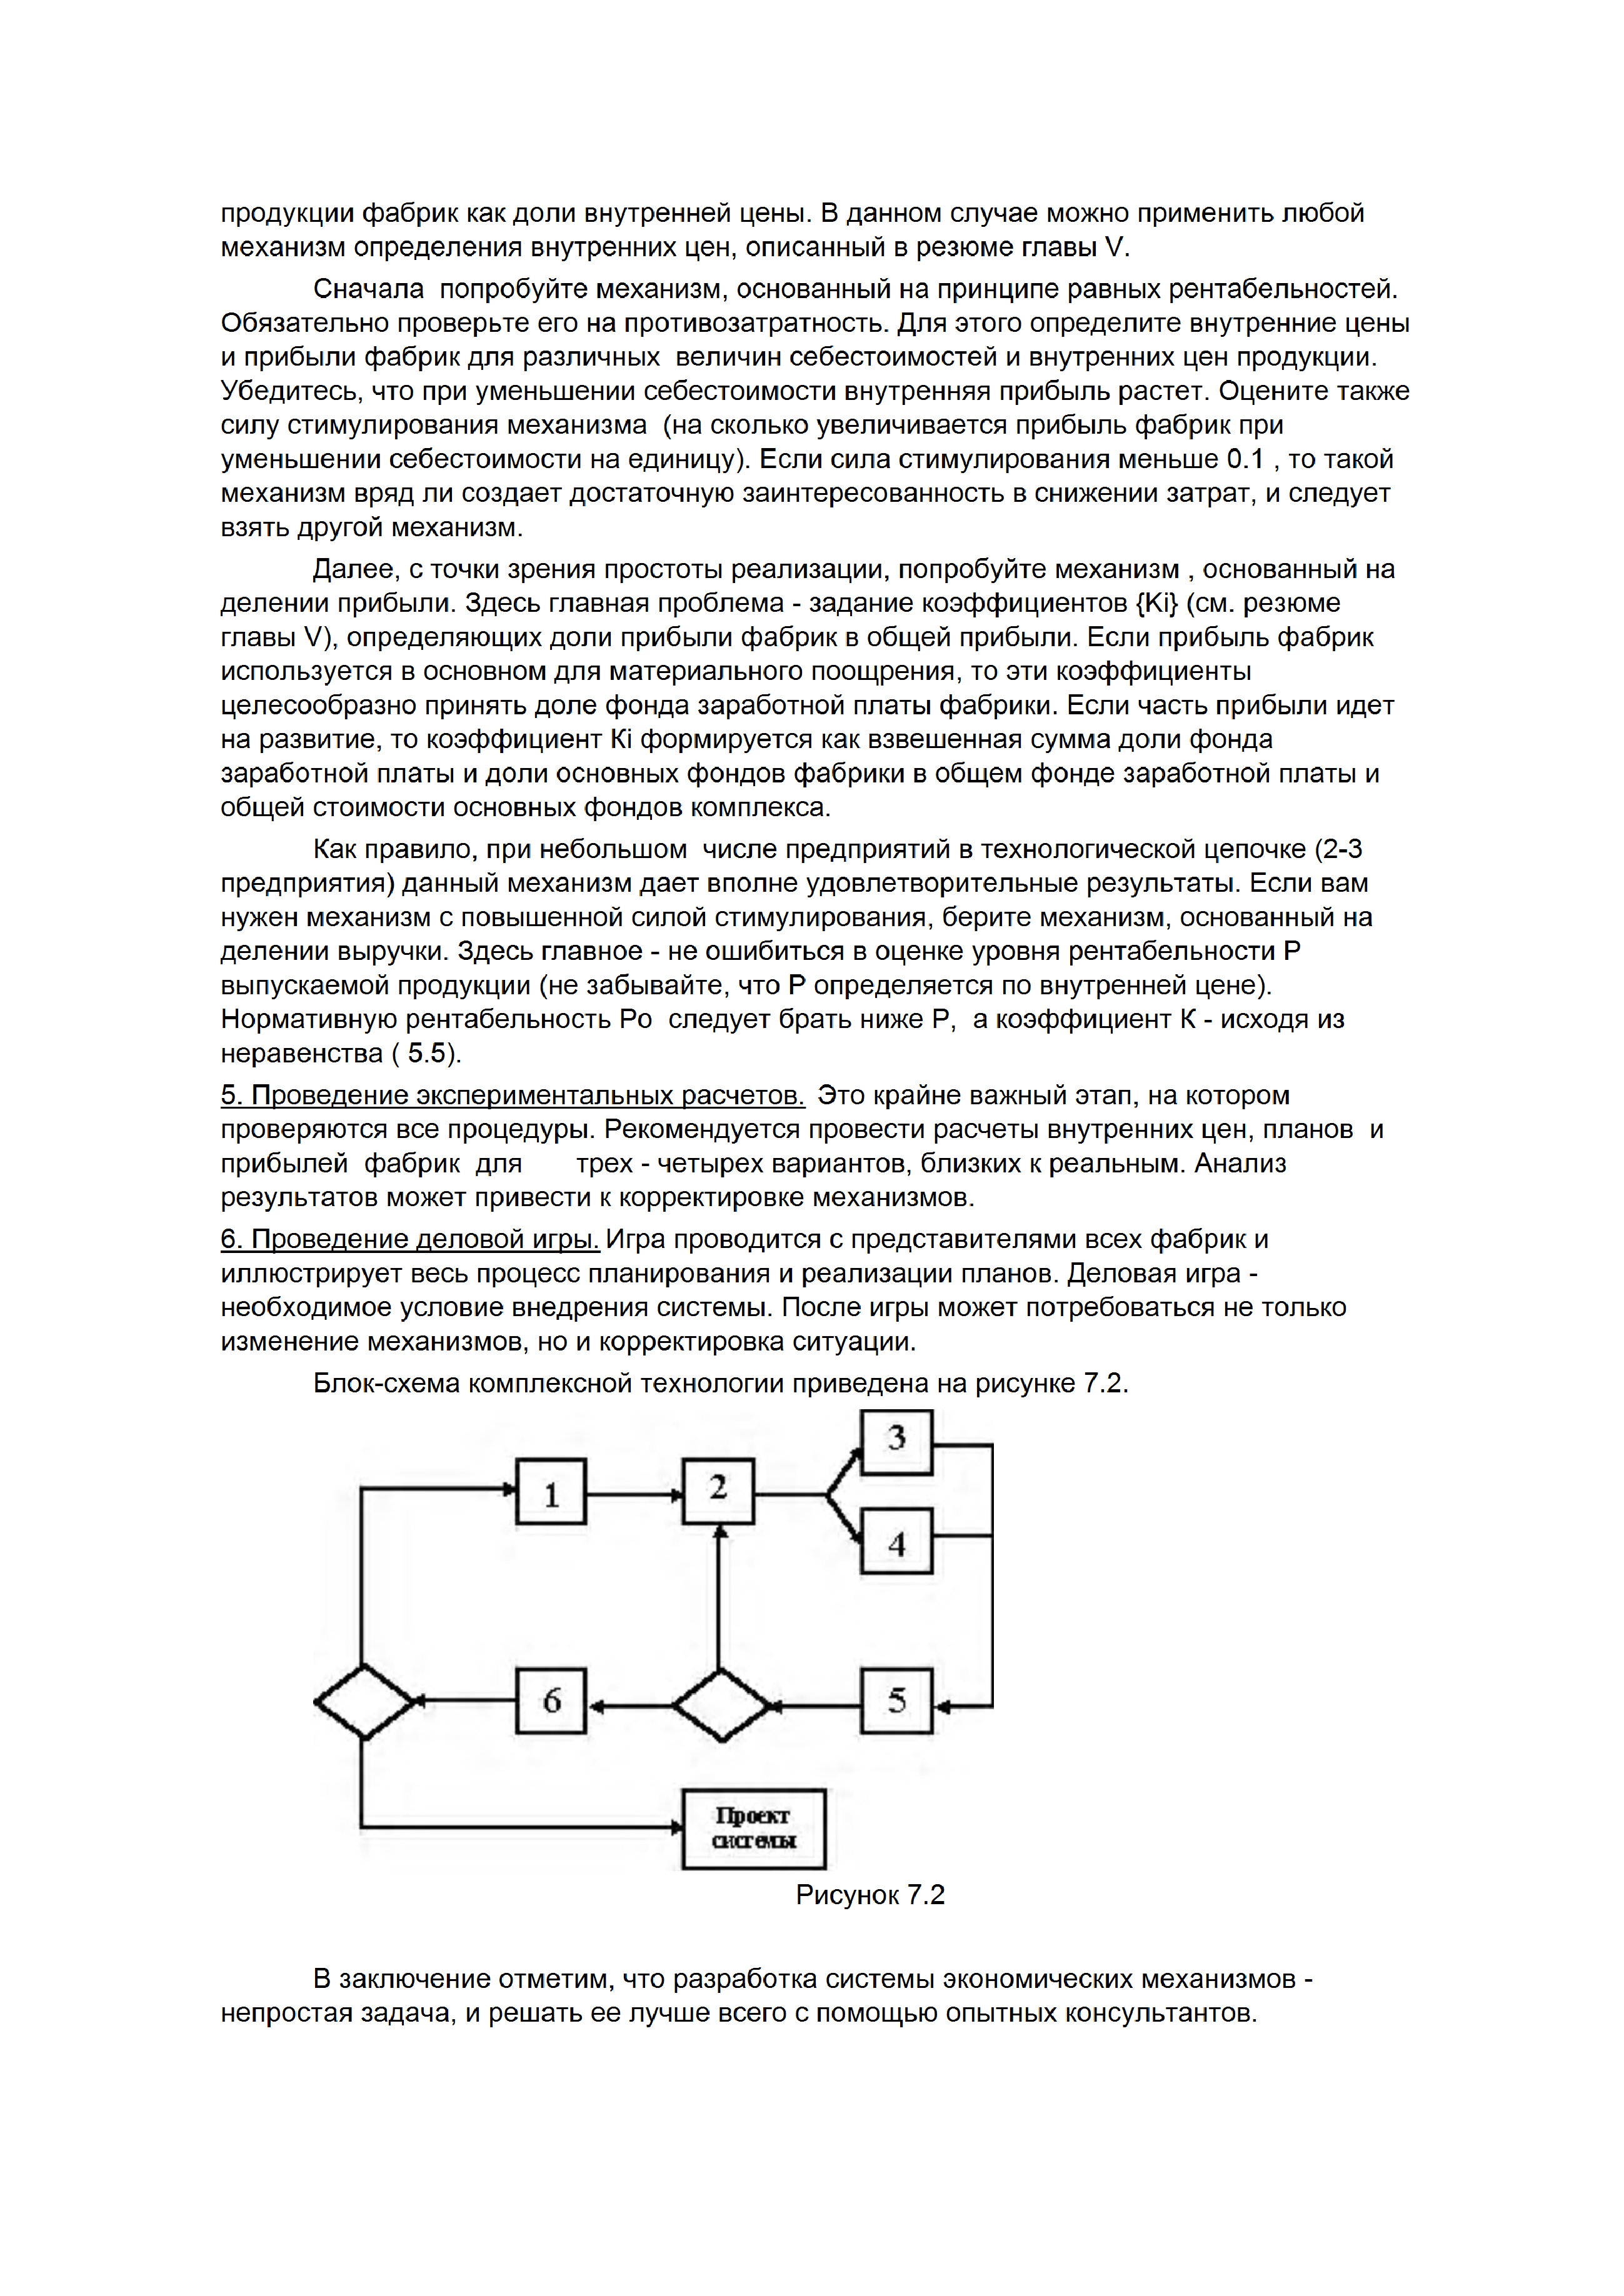 продукции фабрик как доли внутренней цены. В данном случае можно применить любой
механизм определения внутренних цен, описанный в резюме главы V.
Сначала  попробуйте механизм, основанный на принципе равных рентабельностей.
Обязательно проверьте его на противозатратность. Для этого определите внутренние цены
и прибыли фабрик для различных  величин себестоимостей и внутренних цен продукции.
Убедитесь, что при уменьшении себестоимости внутренняя прибыль растет. Оцените также
силу стимулирования механизма  (на сколько увеличивается прибыль фабрик при
уменьшении себестоимости на единицу). Если сила стимулирования меньше 0.1 , то такой
механизм вряд ли создает достаточную заинтересованность в снижении затрат, и следует
взять другой механизм.
Далее, с точки зрения простоты реализации, попробуйте механизм , основанный на
делении прибыли. Здесь главная проблема - задание коэффициентов {Ki} (см. резюме
главы V), определяющих доли прибыли фабрик в общей прибыли. Если прибыль фабрик
используется в основном для материального поощрения, то эти коэффициенты
целесообразно принять доле фонда заработной платы фабрики. Если часть прибыли идет
на развитие, то коэффициент Кi формируется как взвешенная сумма доли фонда
заработной платы и доли основных фондов фабрики в общем фонде заработной платы и
общей стоимости основных фондов комплекса.
Как правило, при небольшом  числе предприятий в технологической цепочке (2-3
предприятия) данный механизм дает вполне удовлетворительные результаты. Если вам
нужен механизм с повышенной силой стимулирования, берите механизм, основанный на
делении выручки. Здесь главное - не ошибиться в оценке уровня рентабельности Р
выпускаемой продукции (не забывайте, что Р определяется по внутренней цене).
Нормативную рентабельность Ро  следует брать ниже Р,  а коэффициент К - исходя из
неравенства ( 5.5).
5. Проведение экспериментальных расчетов.  Это крайне важный этап, на котором
проверяются все процедуры. Рекомендуется провести расчеты внутренних цен, планов  и
прибылей  фабрик  для       трех - четырех вариантов, близких к реальным. Анализ
результатов может привести к корректировке механизмов.
6. Проведение деловой игры. Игра проводится с представителями всех фабрик и
иллюстрирует весь процесс планирования и реализации планов. Деловая игра -
необходимое условие внедрения системы. После игры может потребоваться не только
изменение механизмов, но и корректировка ситуации.
Блок-схема комплексной технологии приведена на рисунке 7.2.
3
1
2
4
6
5
Проект
системы
Рисунок 7.2
В заключение отметим, что разработка системы экономических механизмов -
непростая задача, и решать ее лучше всего с помощью опытных консультантов.